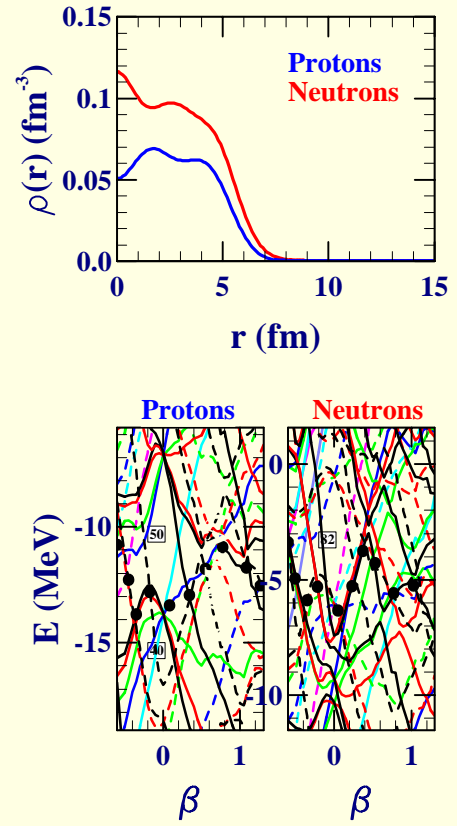 0.15
Protons
Neutrons
0.10
0.05
0.0
ρ(r) (fm⁻³)
0 5 10 15
r (fm)
Protons Neutrons
0
-10
50
82
-5
-15
40
10
E (MeV)
0 1 0 1
β β